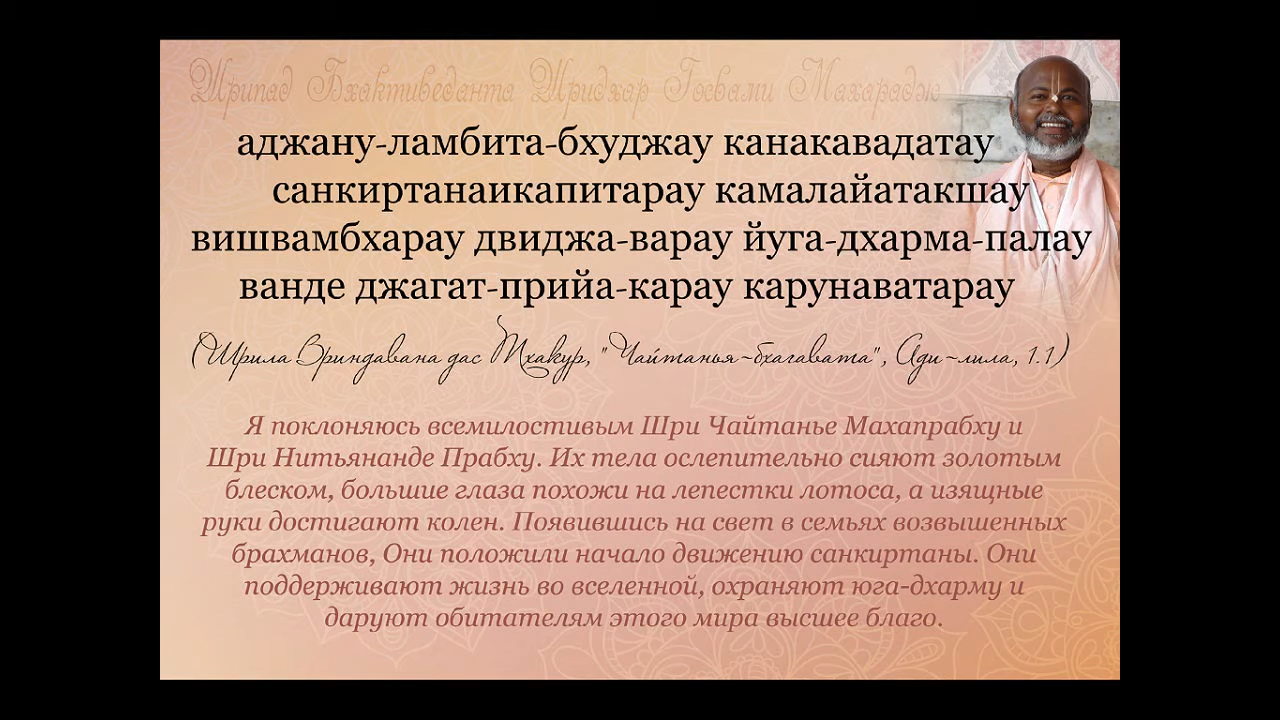 Шрипад Бхактиведанта Шридхар Госвами Махарадж
аджану-ламбита-бхуджау канакавадатау
санкиртанаикапитарау камалайатакшау
вишвамбхарау двиджа-варау йуга-дхарма-палау
ванде джагат-прийа-карау карунаватарау
(Шрила Вриндавана дас Тхакур, "Чайтанья-бхагавата", Ади-лила, 1.1)
Я поклоняюсь всемилостивым Шри Чайтанье Махапрабху и
Шри Нитьянанде Прабху. Их тела ослепительно сияют золотым
блеском, большие глаза похожи на лепестки лотоса, а изящные
руки достигают колен. Появившись на свет в семьях возвышенных
брахманов, Они положили начало движению санкиртаны. Они
поддерживают жизнь во вселенной, охраняют юга-дхарму и
даруют обитателям этого мира высшее благо.